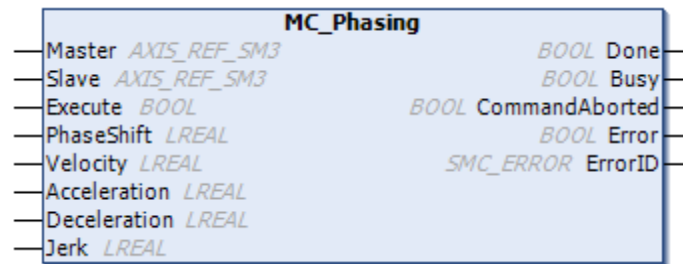 MC_Phasing
Master AXIS_REF_SM3 BOOL Done
Slave AXIS_REF_SM3 BOOL Busy
Execute BOOL BOOL CommandAborted
PhaseShift LREAL BOOL Error
Velocity LREAL SMC_ERROR ErrorID
Acceleration LREAL
Deceleration LREAL
Jerk LREAL